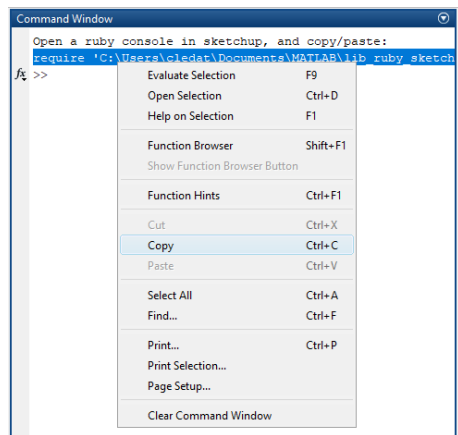 Command Window
Open a ruby console in sketchup, and copy/paste:
require 'C:\Users\cledat\Documents\MATLAB\lib_ruby_sketch
fx >>
Evaluate Selection F9
Open Selection Ctrl+D
Help on Selection F1
Function Browser Shift+F1
Show Function Browser Button
Function Hints Ctrl+F1
Cut Ctrl+X
Copy Ctrl+C
Paste Ctrl+V
Select All Ctrl+A
Find... Ctrl+F
Print... Ctrl+P
Print Selection...
Page Setup...
Clear Command Window